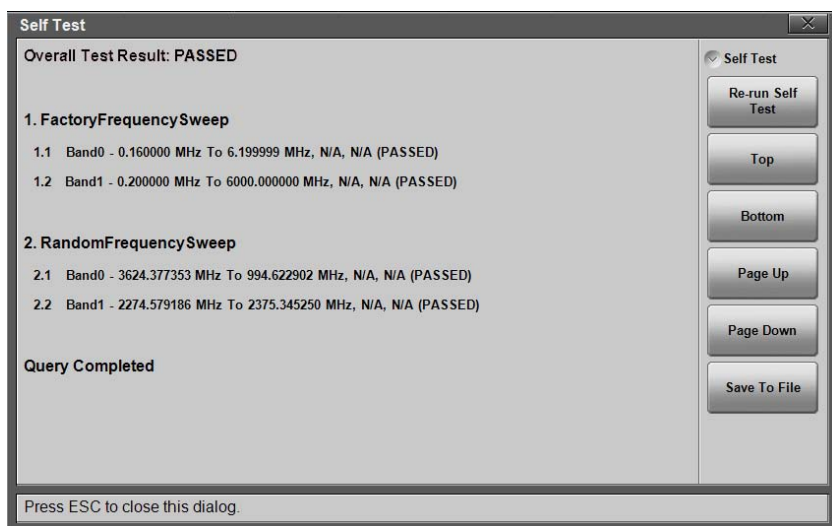 Self Test
Overall Test Result: PASSED
1. FactoryFrequencySweep
1.1 Band0 - 0.160000 MHz To 6.199999 MHz, N/A, N/A (PASSED)
1.2 Band1 - 0.200000 MHz To 6000.000000 MHz, N/A, N/A (PASSED)
2. RandomFrequencySweep
2.1 Band0 - 3624.377353 MHz To 994.622902 MHz, N/A, N/A (PASSED)
2.2 Band1 - 2274.579186 MHz To 2375.345250 MHz, N/A, N/A (PASSED)
Query Completed
Self Test
Re-run Self
Test
Top
Bottom
Page Up
Page Down
Save To File
Press ESC to close this dialog.